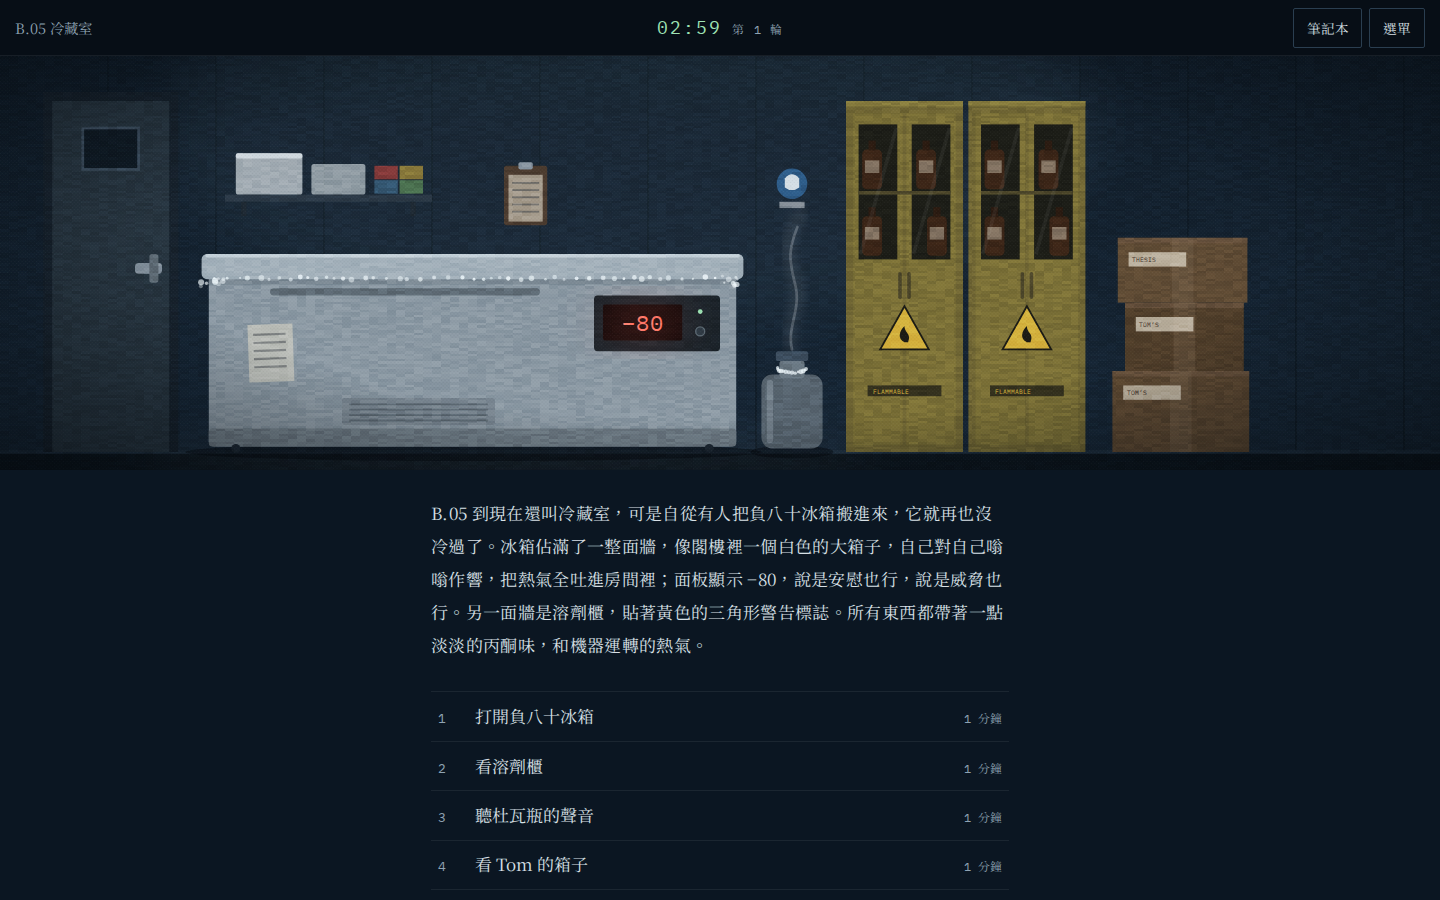 B.05 冷藏室
02:59 第 1 輪
筆記本
選單
-80
FLAMMABLE
FLAMMABLE
THESIS
TOM'S
TOM'S
B.05 到現在還叫冷藏室，可是自從有人把負八十冰箱搬進來，它就再也沒
冷過了。冰箱佔滿了一整面牆，像閣樓裡一個白色的大箱子，自己對自己嗡
嗡作響，把熱氣全吐進房間裡；面板顯示 −80，說是安慰也行，說是威脅也
行。另一面牆是溶劑櫃，貼著黃色的三角形警告標誌。所有東西都帶著一點
淡淡的丙酮味，和機器運轉的熱氣。
1 打開負八十冰箱 1 分鐘
2 看溶劑櫃 1 分鐘
3 聽杜瓦瓶的聲音 1 分鐘
4 看 Tom 的箱子 1 分鐘